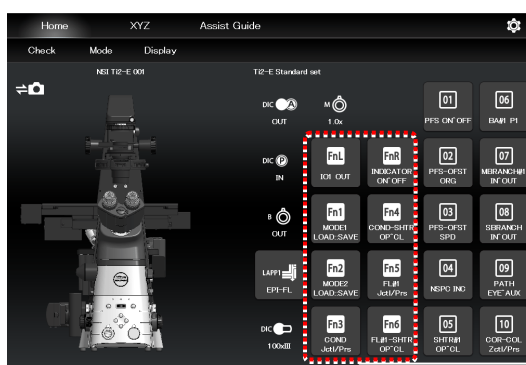 Home XYZ Assist Guide
Check Mode Display
NSI Ti2-E 001
Ti2-E Standard set
DIC A
OUT
M
1.0x
01
PFS ON^OFF
06
BA#1 P1
DIC P
IN
FnL
IO1 OUT
FnR
INDICATOR
ON^OFF
02
PFS-OFST
ORG
07
MBRANCH#1
IN^OUT
B
OUT
Fn1
MODE1
LOAD:SAVE
Fn4
COND-SHTR
OP^CL
03
PFS-OFST
SPD
08
SBRANCH
IN^OUT
LAPP1
EPI-FL
Fn2
MODE2
LOAD:SAVE
Fn5
FL#1
Jctl/Prs
04
NSPC INC
09
PATH
EYE^AUX
DIC
100xIII
Fn3
COND
Jctl/Prs
Fn6
FL#1-SHTR
OP^CL
05
SHTR#1
OP^CL
10
COR-COL
Zctl/Prs